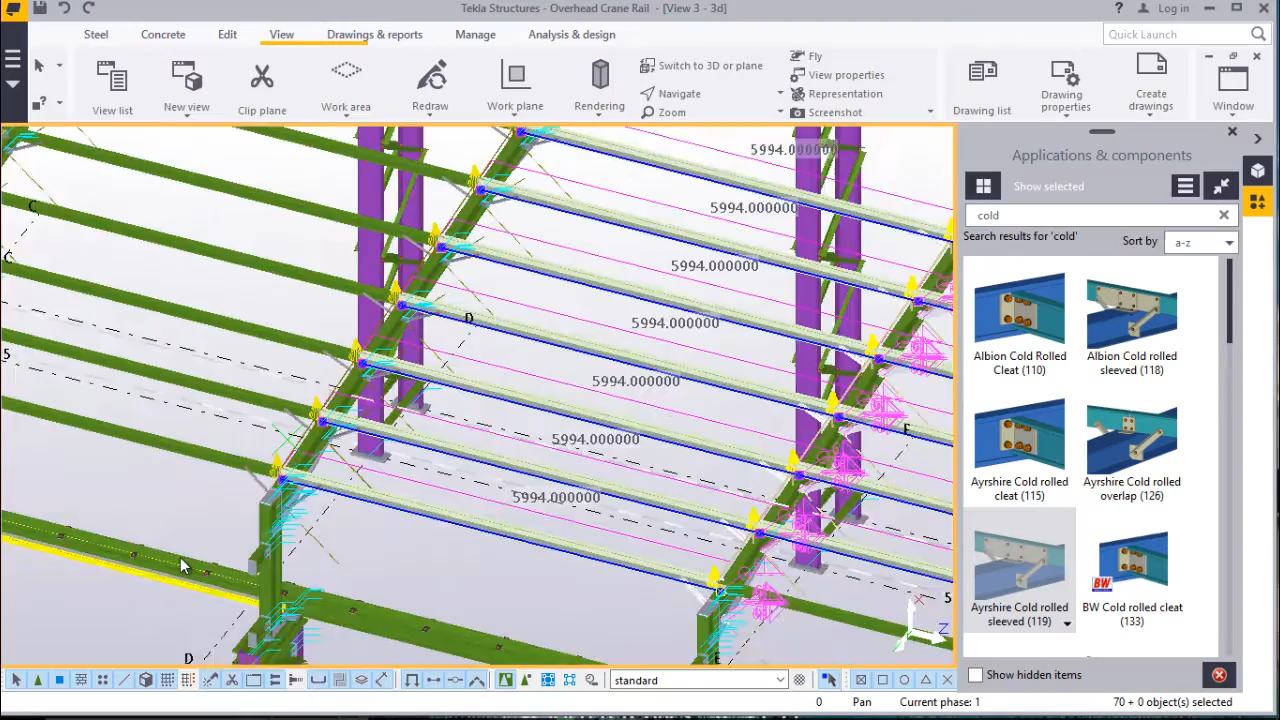 Tekla Structures - Overhead Crane Rail - [View 3 - 3d]
? Log in
Steel Concrete Edit View Drawings & reports Manage Analysis & design
Quick Launch
View list
New view
Clip plane
Work area
Redraw
Work plane
Rendering
Switch to 3D or plane
Navigate
Zoom
Fly
View properties
Representation
Screenshot
Drawing list
Drawing properties
Create drawings
Window
5994.000000
5994.000000
5994.000000
5994.000000
5994.000000
5994.000000
5994.000000
C
C
5
D
F
5
D
E
Z
Applications & components
Show selected
cold
Search results for 'cold'
Sort by
a-z
Albion Cold Rolled
Cleat (110)
Albion Cold rolled
sleeved (118)
Ayrshire Cold rolled
cleat (115)
Ayrshire Cold rolled
overlap (126)
Ayrshire Cold rolled
sleeved (119)
BW
BW Cold rolled cleat
(133)
Show hidden items
standard
0 Pan Current phase: 1 70 + 0 object(s) selected